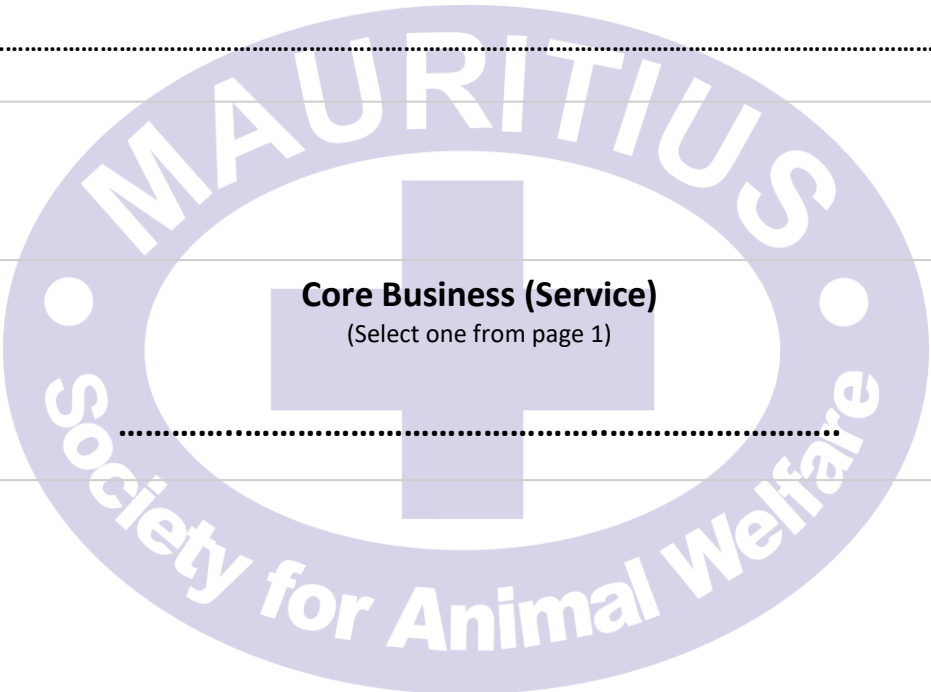 MAURITIUS
Core Business (Service)
(Select one from page 1)
Society for Animal Welfare